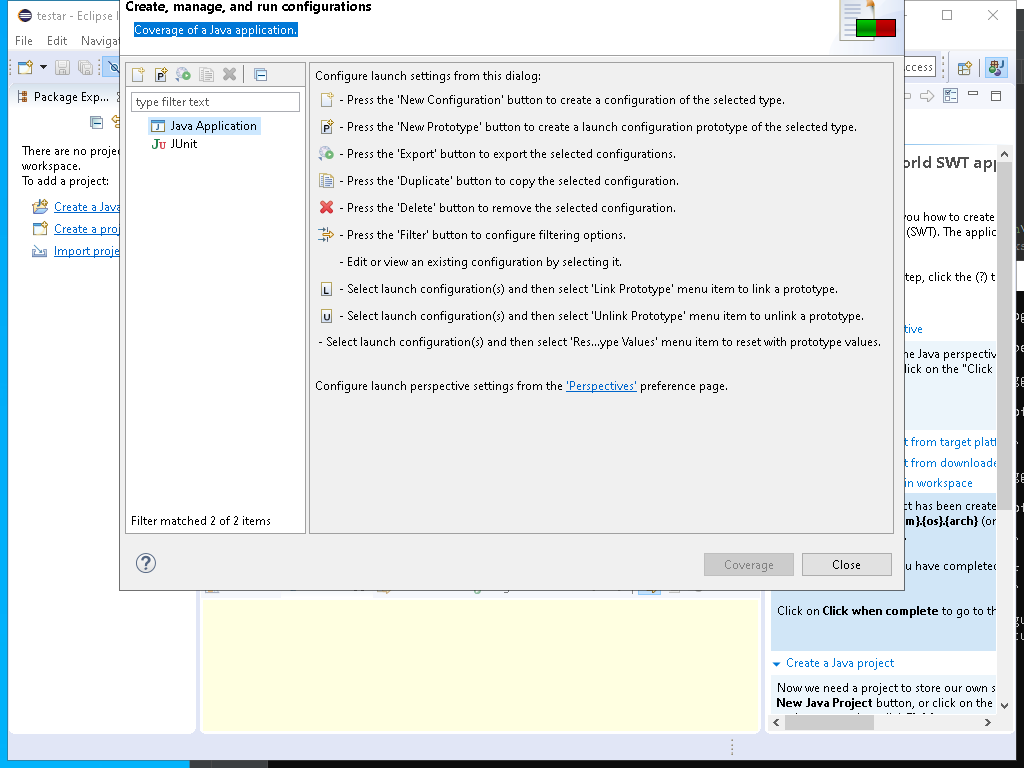 testar - Eclipse
File Edit Navigat
Create, manage, and run configurations
Coverage of a Java application.
cess
Package Exp...
There are no projec
workspace.
To add a project:
Create a Java
Create a proj
Import proje
type filter text
Java Application
JUnit
Filter matched 2 of 2 items
Configure launch settings from this dialog:
- Press the 'New Configuration' button to create a configuration of the selected type.
- Press the 'New Prototype' button to create a launch configuration prototype of the selected type.
- Press the 'Export' button to export the selected configurations.
- Press the 'Duplicate' button to copy the selected configuration.
- Press the 'Delete' button to remove the selected configuration.
- Press the 'Filter' button to configure filtering options.
- Edit or view an existing configuration by selecting it.
L - Select launch configuration(s) and then select 'Link Prototype' menu item to link a prototype.
U - Select launch configuration(s) and then select 'Unlink Prototype' menu item to unlink a prototype.
- Select launch configuration(s) and then select 'Res...ype Values' menu item to reset with prototype values.
Configure launch perspective settings from the 'Perspectives' preference page.
Coverage
Close
orld SWT app
you how to create
(SWT). The applic
tep, click the (?) t
tive
he Java perspectiv
lick on the "Click
t from target platf
t from downloade
in workspace
ct has been create
m}.{os}.{arch} (or
u have completed
Click on Click when complete to go to th
Create a Java project
Now we need a project to store our own s
New Java Project button, or click on the